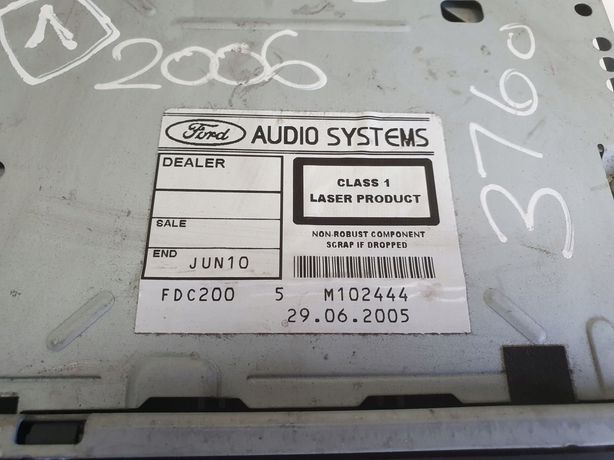 1
2006
3760
Ford AUDIO SYSTEMS
DEALER
SALE
END JUN10
CLASS 1
LASER PRODUCT
NON-ROBUST COMPONENT
SCRAP IF DROPPED
FDC200 5 M102444
29.06.2005